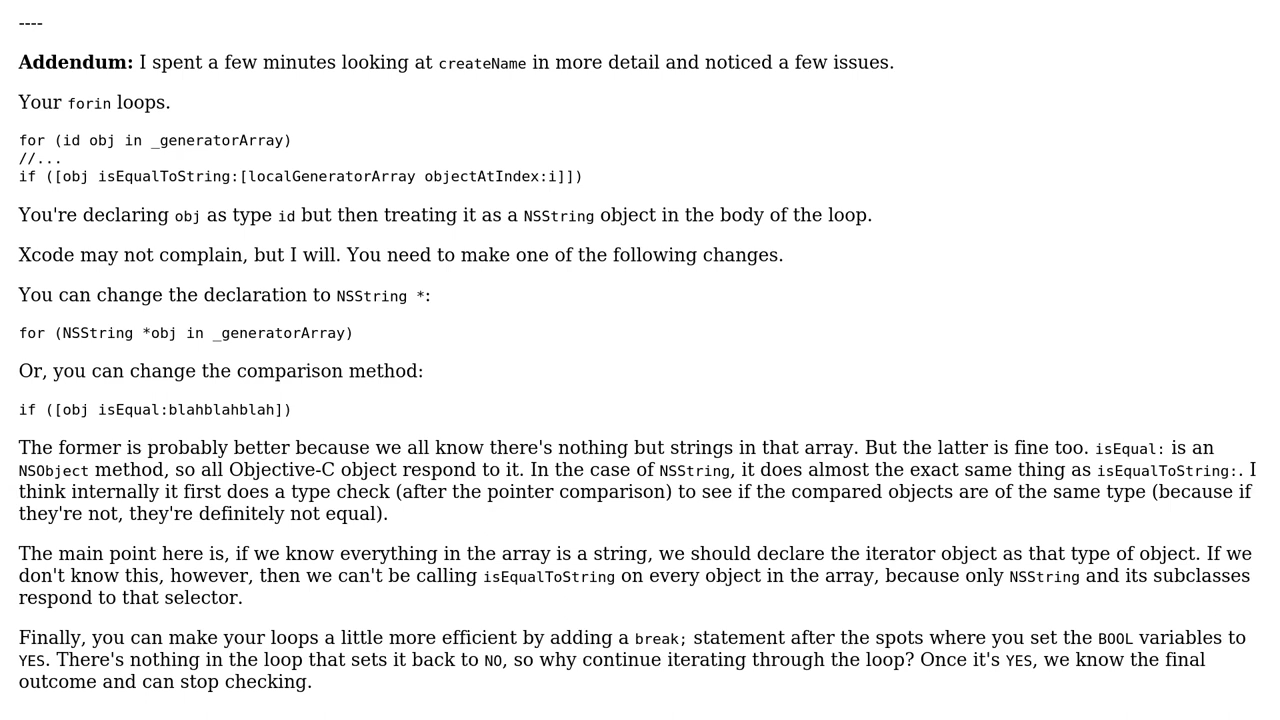 ----
Addendum: I spent a few minutes looking at createName in more detail and noticed a few issues.
Your forin loops.
for (id obj in _generatorArray)
//...
if ([obj isEqualToString:[localGeneratorArray objectAtIndex:i]])
You're declaring obj as type id but then treating it as a NSString object in the body of the loop.
Xcode may not complain, but I will. You need to make one of the following changes.
You can change the declaration to NSString *:
for (NSString *obj in _generatorArray)
Or, you can change the comparison method:
if ([obj isEqual:blahblahblah])
The former is probably better because we all know there's nothing but strings in that array. But the latter is fine too. isEqual: is an
NSObject method, so all Objective-C object respond to it. In the case of NSString, it does almost the exact same thing as isEqualToString:. I
think internally it first does a type check (after the pointer comparison) to see if the compared objects are of the same type (because if
they're not, they're definitely not equal).
The main point here is, if we know everything in the array is a string, we should declare the iterator object as that type of object. If we
don't know this, however, then we can't be calling isEqualToString on every object in the array, because only NSString and its subclasses
respond to that selector.
Finally, you can make your loops a little more efficient by adding a break; statement after the spots where you set the BOOL variables to
YES. There's nothing in the loop that sets it back to NO, so why continue iterating through the loop? Once it's YES, we know the final
outcome and can stop checking.